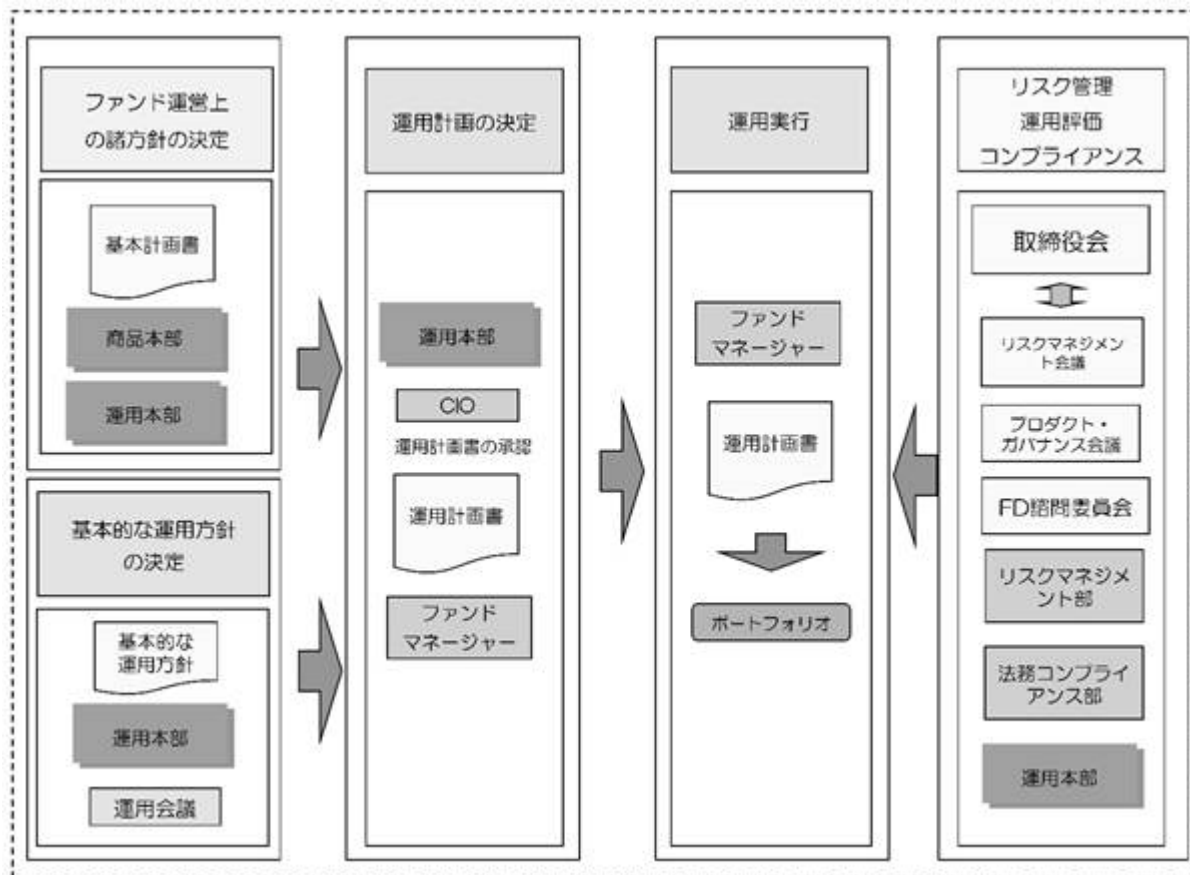 ファンド運営上
の諸方針の決定
基本計画書
商品本部
運用本部
基本的な運用方針
の決定
基本的な
運用方針
運用本部
運用会議
運用計画の決定
運用本部
CIO
運用計画書の承認
運用計画書
ファンド
マネージャー
運用実行
ファンド
マネージャー
運用計画書
ポートフォリオ
リスク管理
運用評価
コンプライアンス
取締役会
リスクマネジメン
ト会議
プロダクト・
ガバナンス会議
FD諮問委員会
リスクマネジメ
ント部
法務コンプライ
アンス部
運用本部